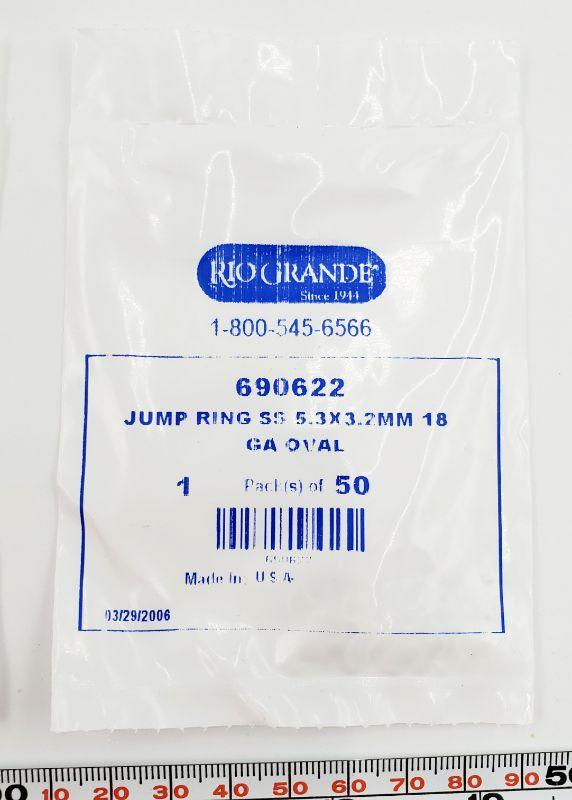 RIO GRANDE
Since 1944
1-800-545-6566
690622
JUMP RING SS 5.3X3.2MM 18
GA OVAL
1 Pack(s) of 50
Made In: U S A
03/29/2006
10 20 30 40 50 60 70 80 90